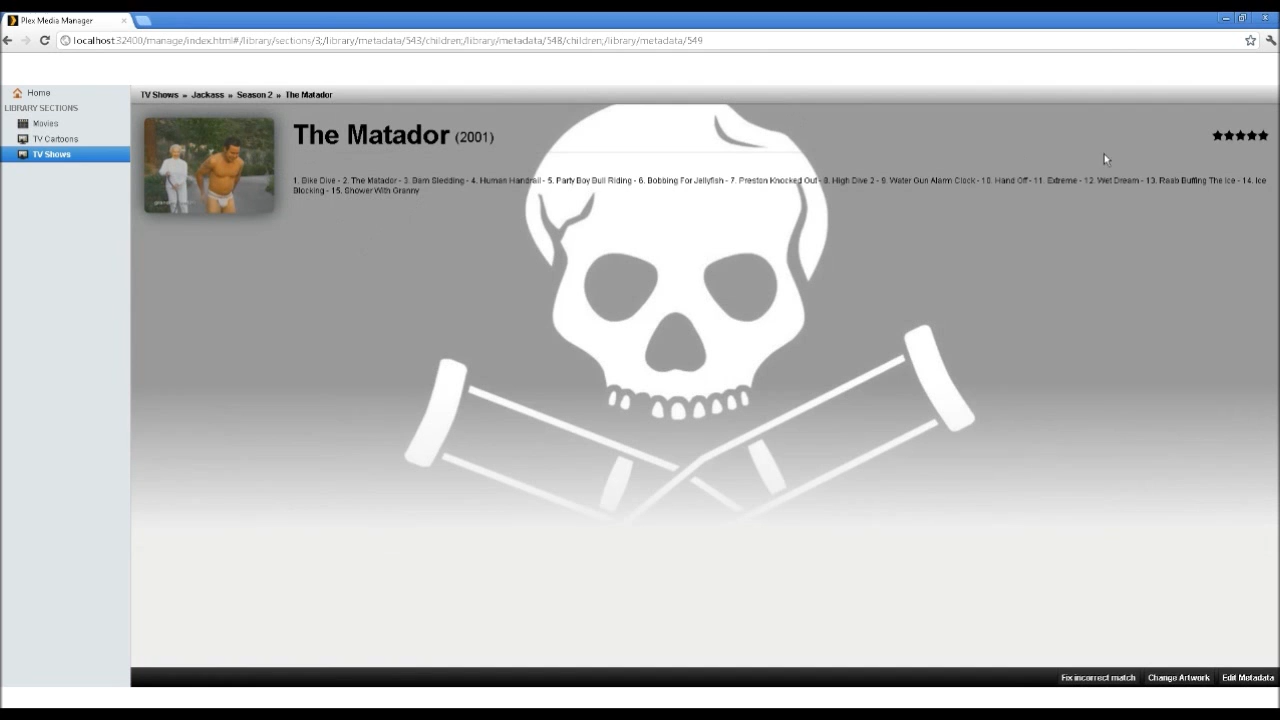 Plex Media Manager
localhost:32400/manage/index.html#/library/sections/3;/library/metadata/543/children;/library/metadata/548/children;/library/metadata/549
Home
LIBRARY SECTIONS
Movies
TV Cartoons
TV Shows
TV Shows » Jackass » Season 2 » The Matador
The Matador (2001)
1. Bike Dive - 2. The Matador - 3. Barn Sledding - 4. Human Handrail - 5. Party Boy Bull Riding - 6. Bobbing For Jellyfish - 7. Preston Knocked Out - 8. High Dive 2 - 9. Water Gun Alarm Clock - 10. Hand Off - 11. Extreme - 12. Wet Dream - 13. Raab Buffing The Ice - 14. Ice
Blocking - 15. Shower With Granny
Fix incorrect match Change Artwork Edit Metadata